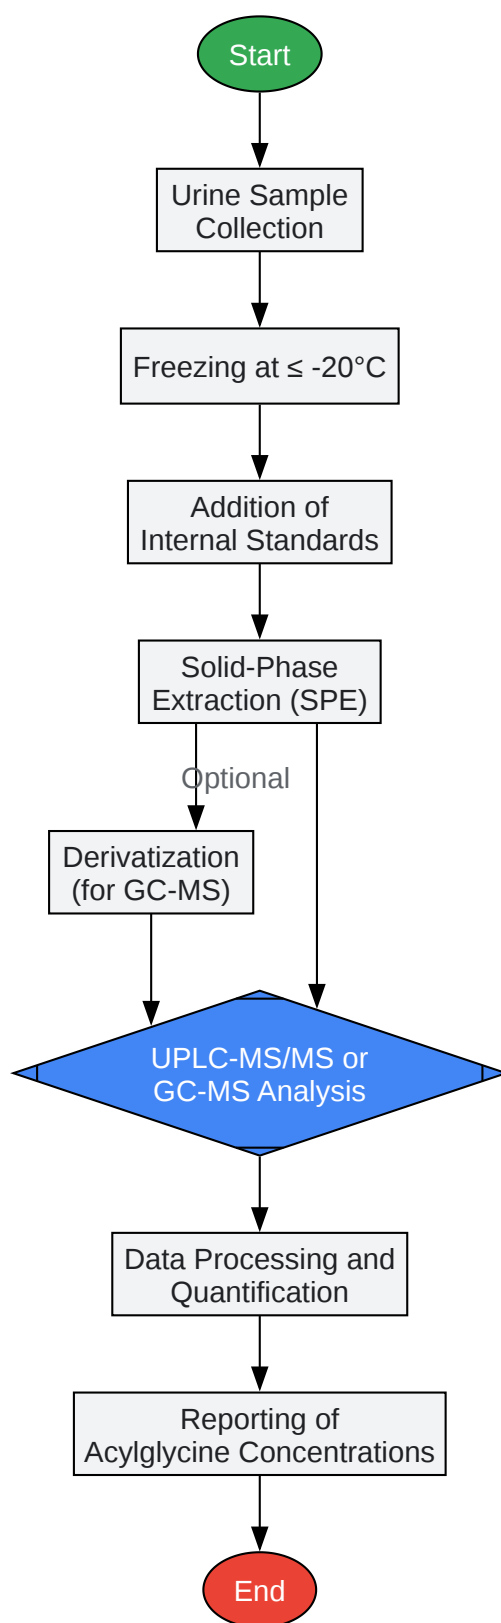 Start
Urine Sample
Collection
Freezing at ≤ -20°C
Addition of
Internal Standards
Solid-Phase
Extraction (SPE)
Optional
Derivatization
(for GC-MS)
UPLC-MS/MS or
GC-MS Analysis
Data Processing and
Quantification
Reporting of
Acylglycine Concentrations
End